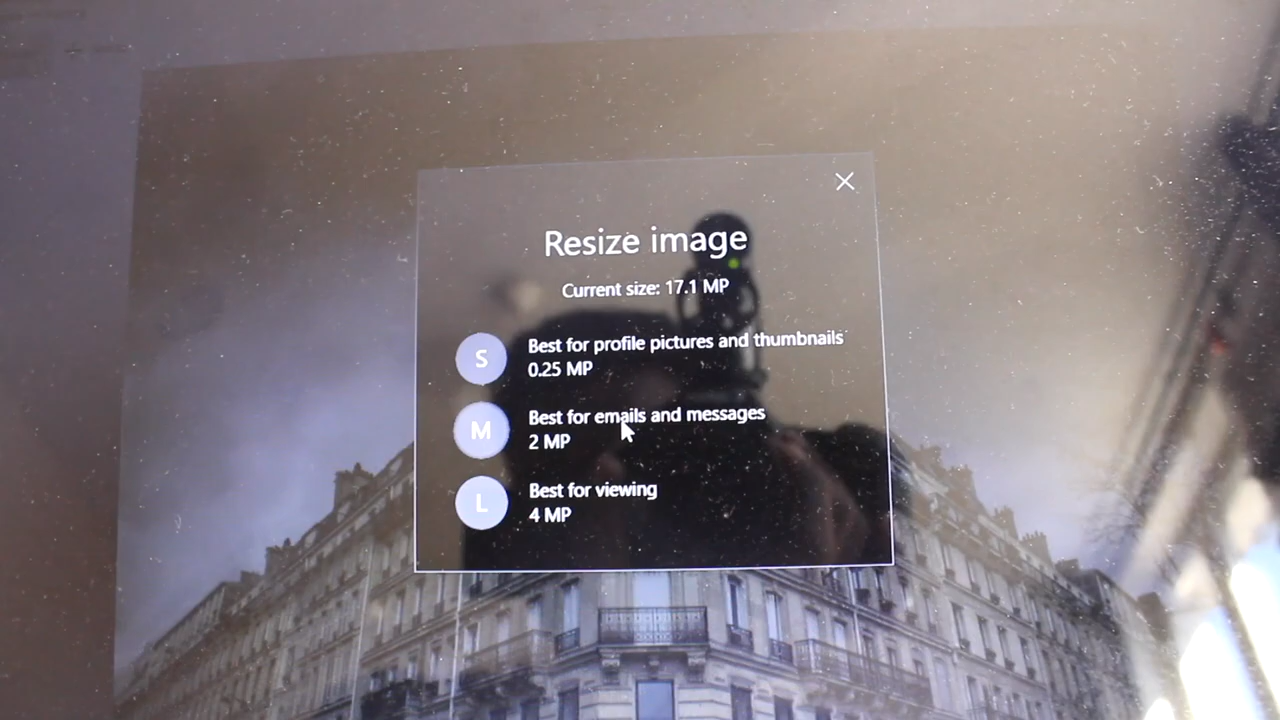 Resize image
Current size: 17.1 MP
S
Best for profile pictures and thumbnails
0.25 MP
M
Best for emails and messages
2 MP
L
Best for viewing
4 MP